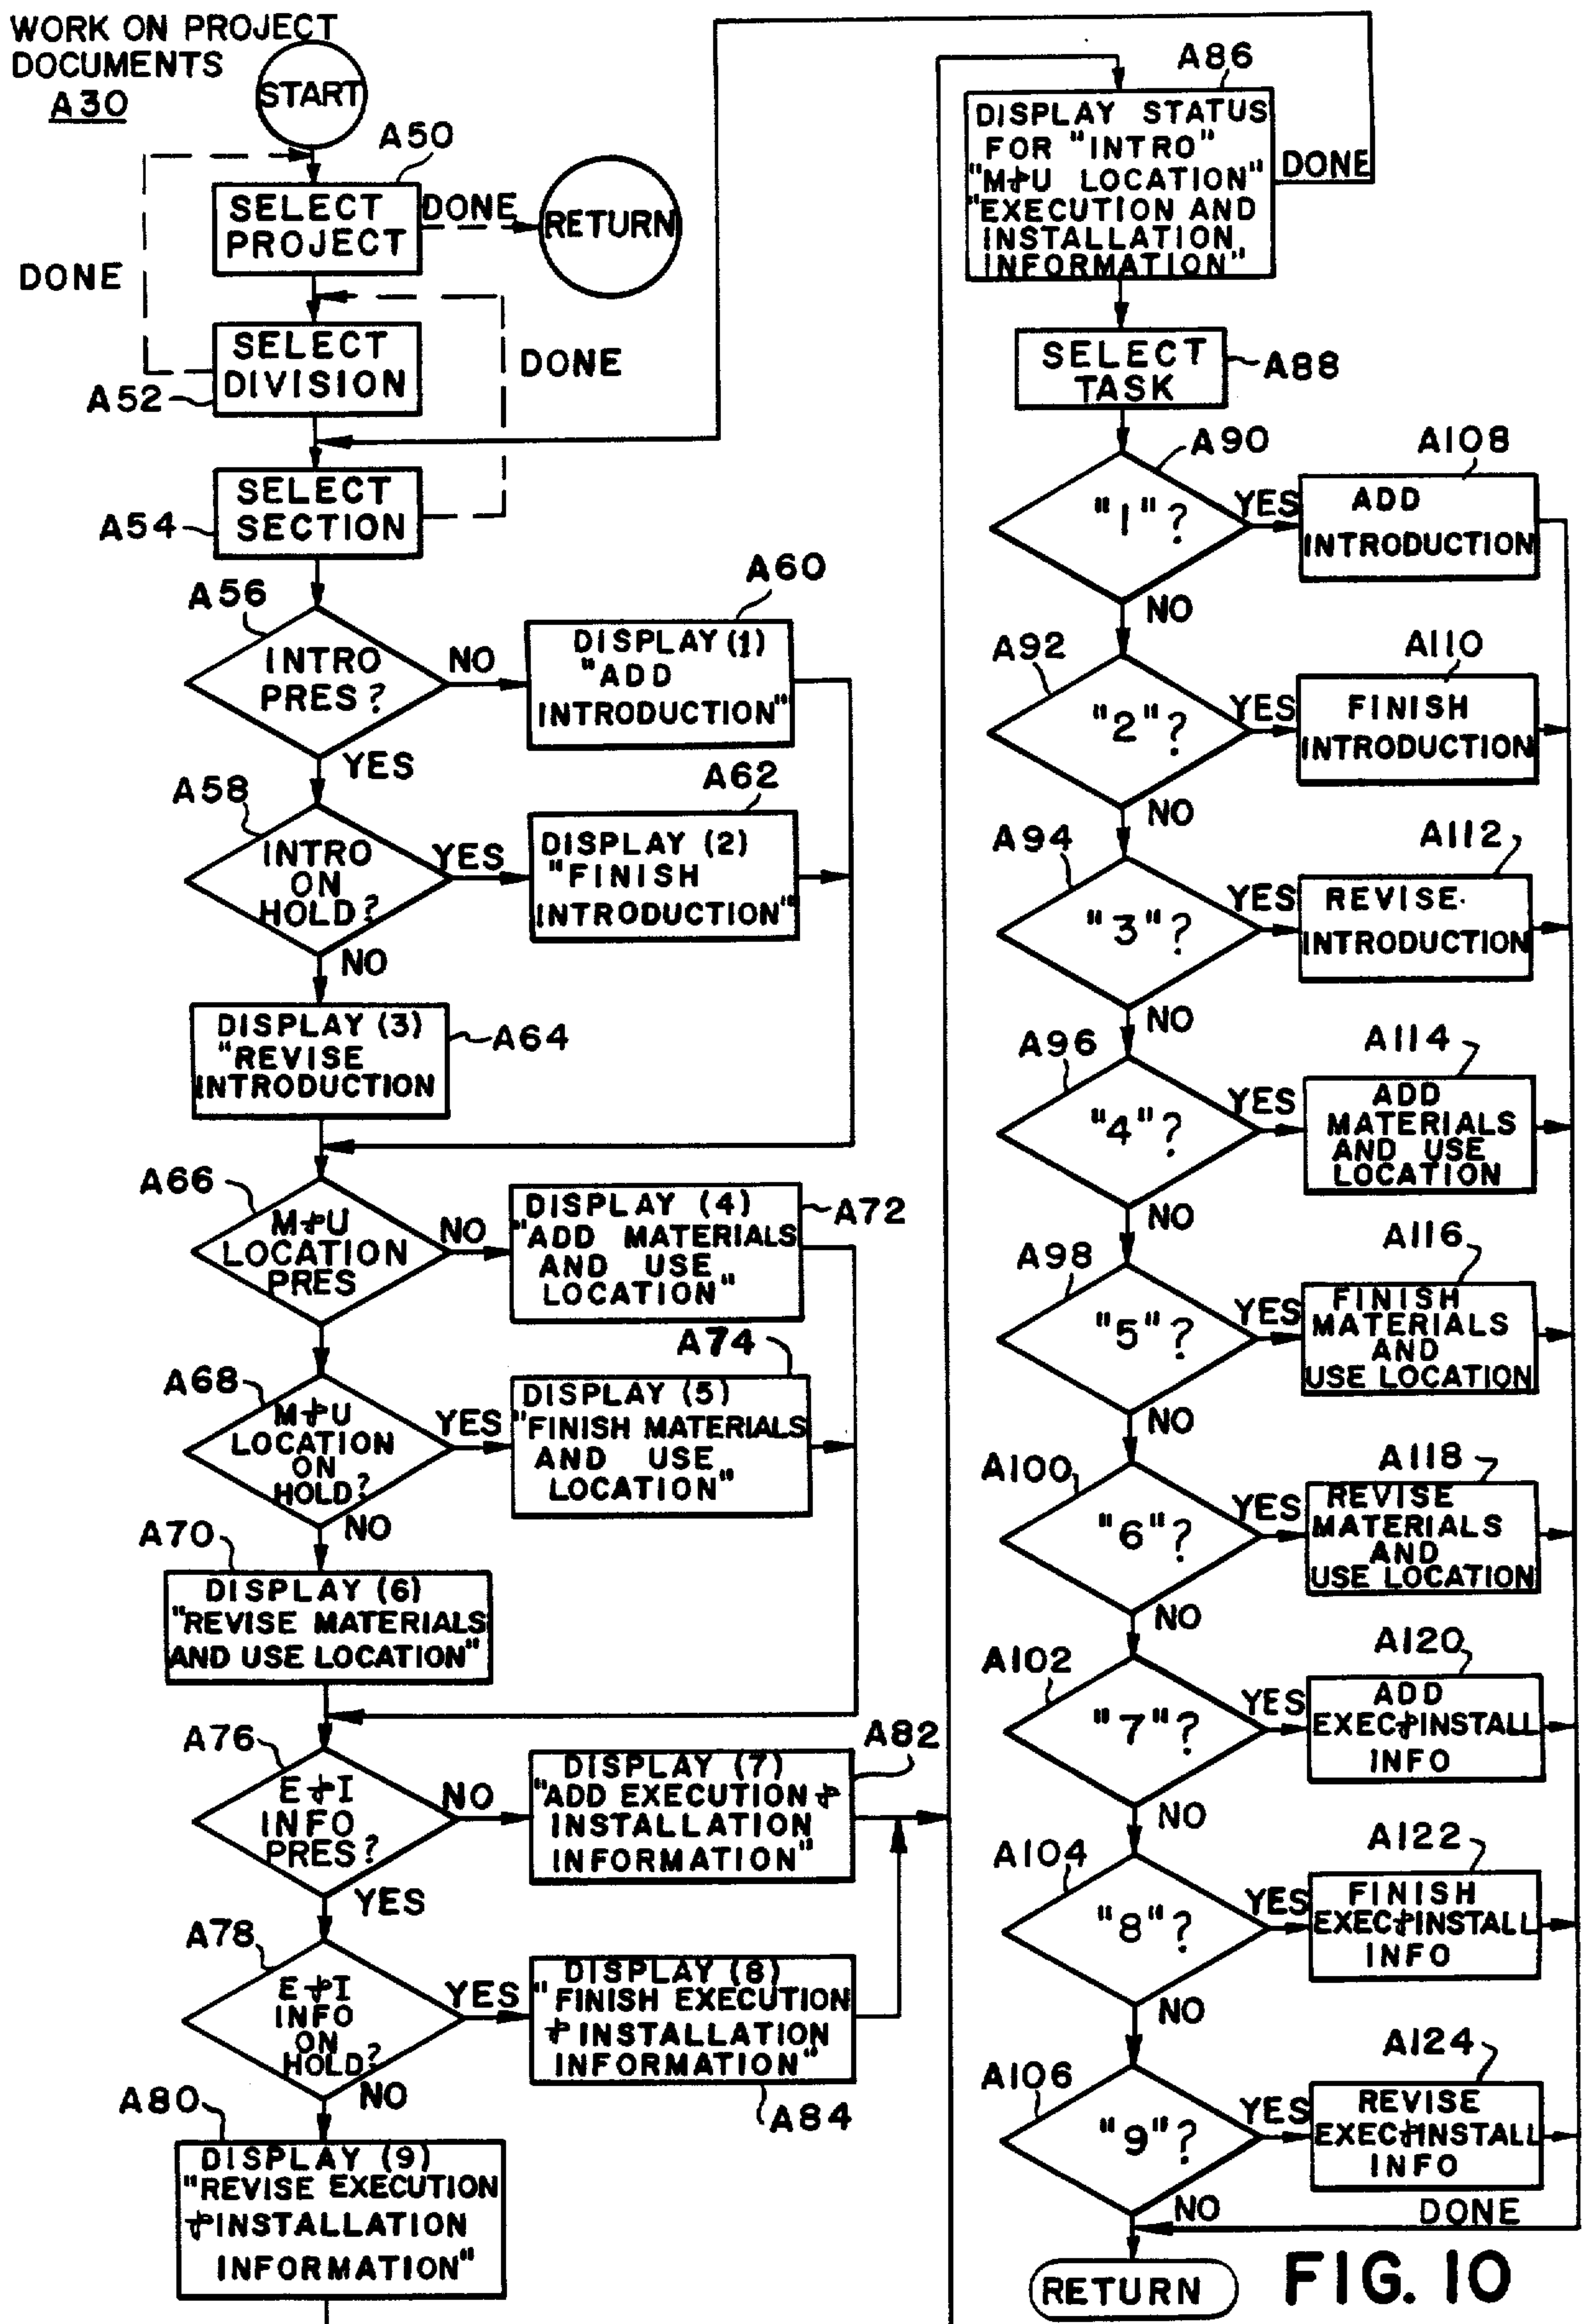 WORK ON PROJECT
DOCUMENTS
A30
START
A50
SELECT
PROJECT
DONE
RETURN
DONE
SELECT
DIVISION
A52
DONE
SELECT
SECTION
A54
A56
INTRO
PRES?
NO
A60
DISPLAY (1)
"ADD
INTRODUCTION"
YES
A58
INTRO
ON
HOLD?
YES
A62
DISPLAY (2)
"FINISH
INTRODUCTION"
NO
DISPLAY (3)
"REVISE
INTRODUCTION
A64
A66
M&U
LOCATION
PRES
NO
DISPLAY (4)
"ADD MATERIALS
AND USE
LOCATION"
A72
A68
M&U
LOCATION
ON
HOLD?
YES
A74
DISPLAY (5)
"FINISH MATERIALS
AND USE
LOCATION"
NO
A70
DISPLAY (6)
"REVISE MATERIALS
AND USE LOCATION"
A76
E&I
INFO
PRES?
NO
A82
DISPLAY (7)
"ADD EXECUTION &
INSTALLATION
INFORMATION"
YES
A78
E&I
INFO
ON
HOLD?
YES
DISPLAY (8)
"FINISH EXECUTION
& INSTALLATION
INFORMATION"
A84
NO
A80
DISPLAY (9)
"REVISE EXECUTION
&INSTALLATION
INFORMATION"
A86
DISPLAY STATUS
FOR "INTRO"
"M&U LOCATION"
"EXECUTION AND
INSTALLATION,
INFORMATION"
DONE
SELECT
TASK
A88
A90
"1"?
YES
A108
ADD
INTRODUCTION
NO
A92
"2"?
YES
A110
FINISH
INTRODUCTION
NO
A94
"3"?
YES
A112
REVISE
INTRODUCTION
NO
A96
"4"?
YES
A114
ADD
MATERIALS
AND USE
LOCATION
NO
A98
"5"?
YES
A116
FINISH
MATERIALS
AND
USE LOCATION
NO
A100
"6"?
YES
A118
REVISE
MATERIALS
AND
USE LOCATION
NO
A102
"7"?
YES
A120
ADD
EXEC&INSTALL
INFO
NO
A104
"8"?
YES
A122
FINISH
EXEC&INSTALL
INFO
NO
A106
"9"?
YES
A124
REVISE
EXEC&INSTALL
INFO
NO
DONE
RETURN
FIG. 10